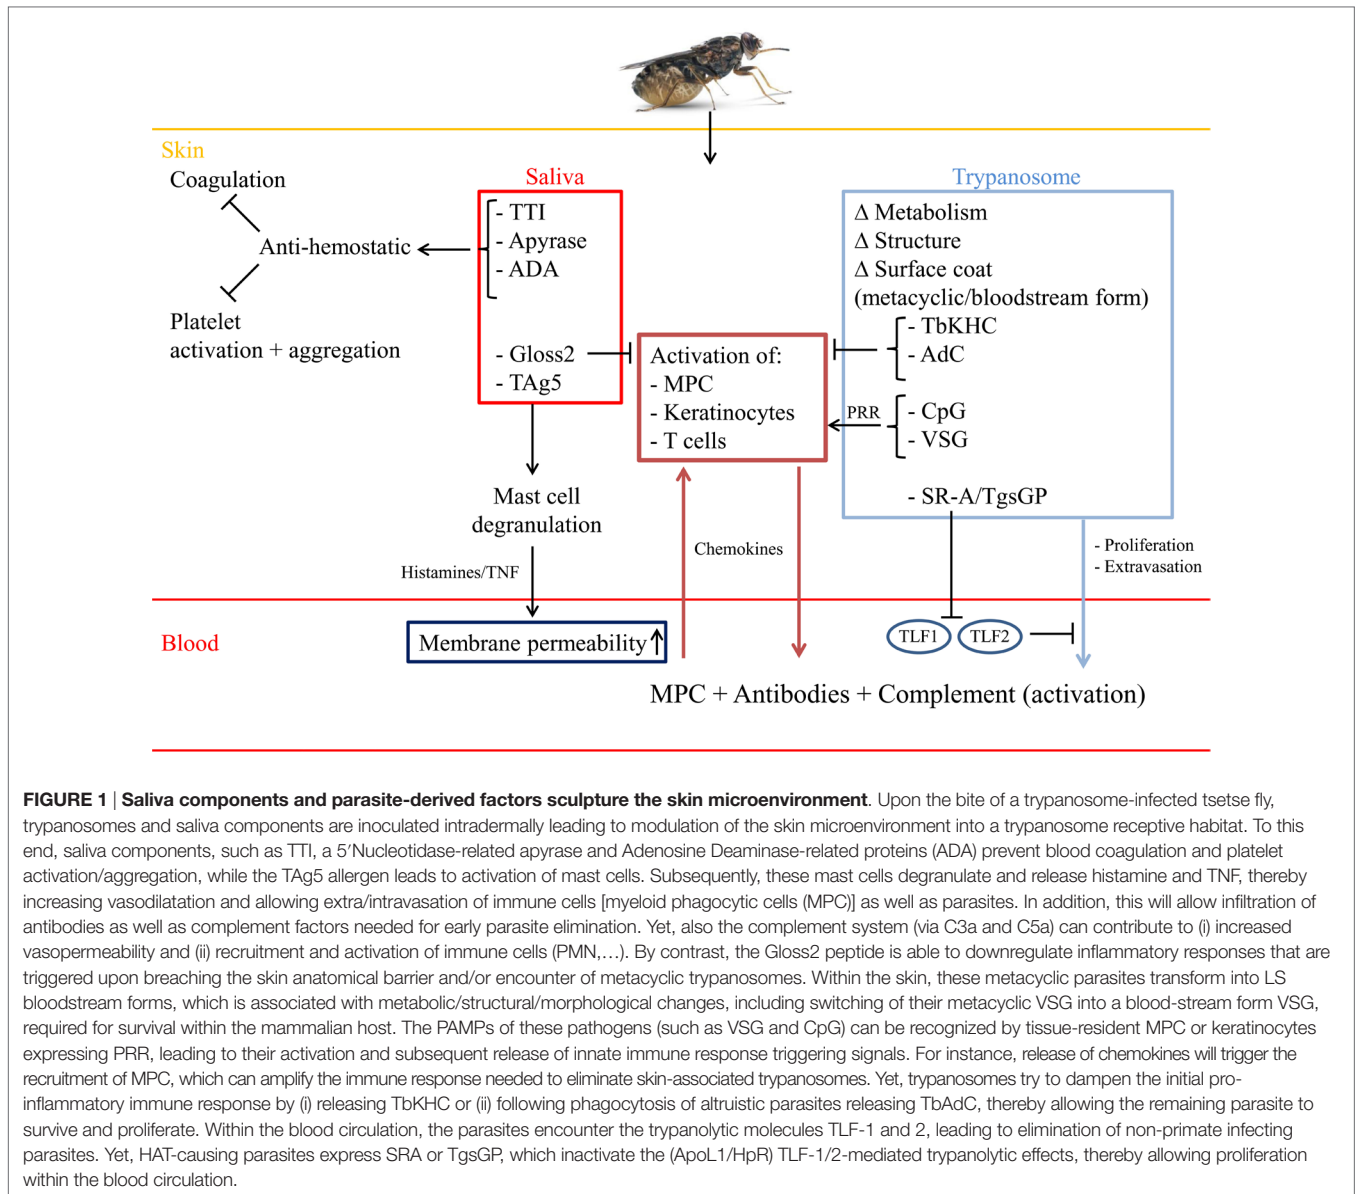 Skin
Coagulation
Anti-hemostatic
Platelet
activation + aggregation
Saliva
- TTI
- Apyrase
- ADA
- Gloss2
- TAg5
Mast cell
degranulation
Histamines/TNF
Membrane permeability ↑
Activation of:
- MPC
- Keratinocytes
- T cells
Chemokines
Trypanosome
Δ Metabolism
Δ Structure
Δ Surface coat
(metacyclic/bloodstream form)
- TbKHC
- AdC
PRR
- CpG
- VSG
- SR-A/TgsGP
- Proliferation
- Extravasation
Blood
TLF1
TLF2
MPC + Antibodies + Complement (activation)
FIGURE 1 | Saliva components and parasite-derived factors sculpture the skin microenvironment. Upon the bite of a trypanosome-infected tsetse fly,
trypanosomes and saliva components are inoculated intradermally leading to modulation of the skin microenvironment into a trypanosome receptive habitat. To this
end, saliva components, such as TTI, a 5′Nucleotidase-related apyrase and Adenosine Deaminase-related proteins (ADA) prevent blood coagulation and platelet
activation/aggregation, while the TAg5 allergen leads to activation of mast cells. Subsequently, these mast cells degranulate and release histamine and TNF, thereby
increasing vasodilatation and allowing extra/intravasation of immune cells [myeloid phagocytic cells (MPC)] as well as parasites. In addition, this will allow infiltration of
antibodies as well as complement factors needed for early parasite elimination. Yet, also the complement system (via C3a and C5a) can contribute to (i) increased
vasopermeability and (ii) recruitment and activation of immune cells (PMN,…). By contrast, the Gloss2 peptide is able to downregulate inflammatory responses that are
triggered upon breaching the skin anatomical barrier and/or encounter of metacyclic trypanosomes. Within the skin, these metacyclic parasites transform into LS
bloodstream forms, which is associated with metabolic/structural/morphological changes, including switching of their metacyclic VSG into a blood-stream form VSG,
required for survival within the mammalian host. The PAMPs of these pathogens (such as VSG and CpG) can be recognized by tissue-resident MPC or keratinocytes
expressing PRR, leading to their activation and subsequent release of innate immune response triggering signals. For instance, release of chemokines will trigger the
recruitment of MPC, which can amplify the immune response needed to eliminate skin-associated trypanosomes. Yet, trypanosomes try to dampen the initial pro-
inflammatory immune response by (i) releasing TbKHC or (ii) following phagocytosis of altruistic parasites releasing TbAdC, thereby allowing the remaining parasite to
survive and proliferate. Within the blood circulation, the parasites encounter the trypanolytic molecules TLF-1 and 2, leading to elimination of non-primate infecting
parasites. Yet, HAT-causing parasites express SRA or TgsGP, which inactivate the (ApoL1/HpR) TLF-1/2-mediated trypanolytic effects, thereby allowing proliferation
within the blood circulation.